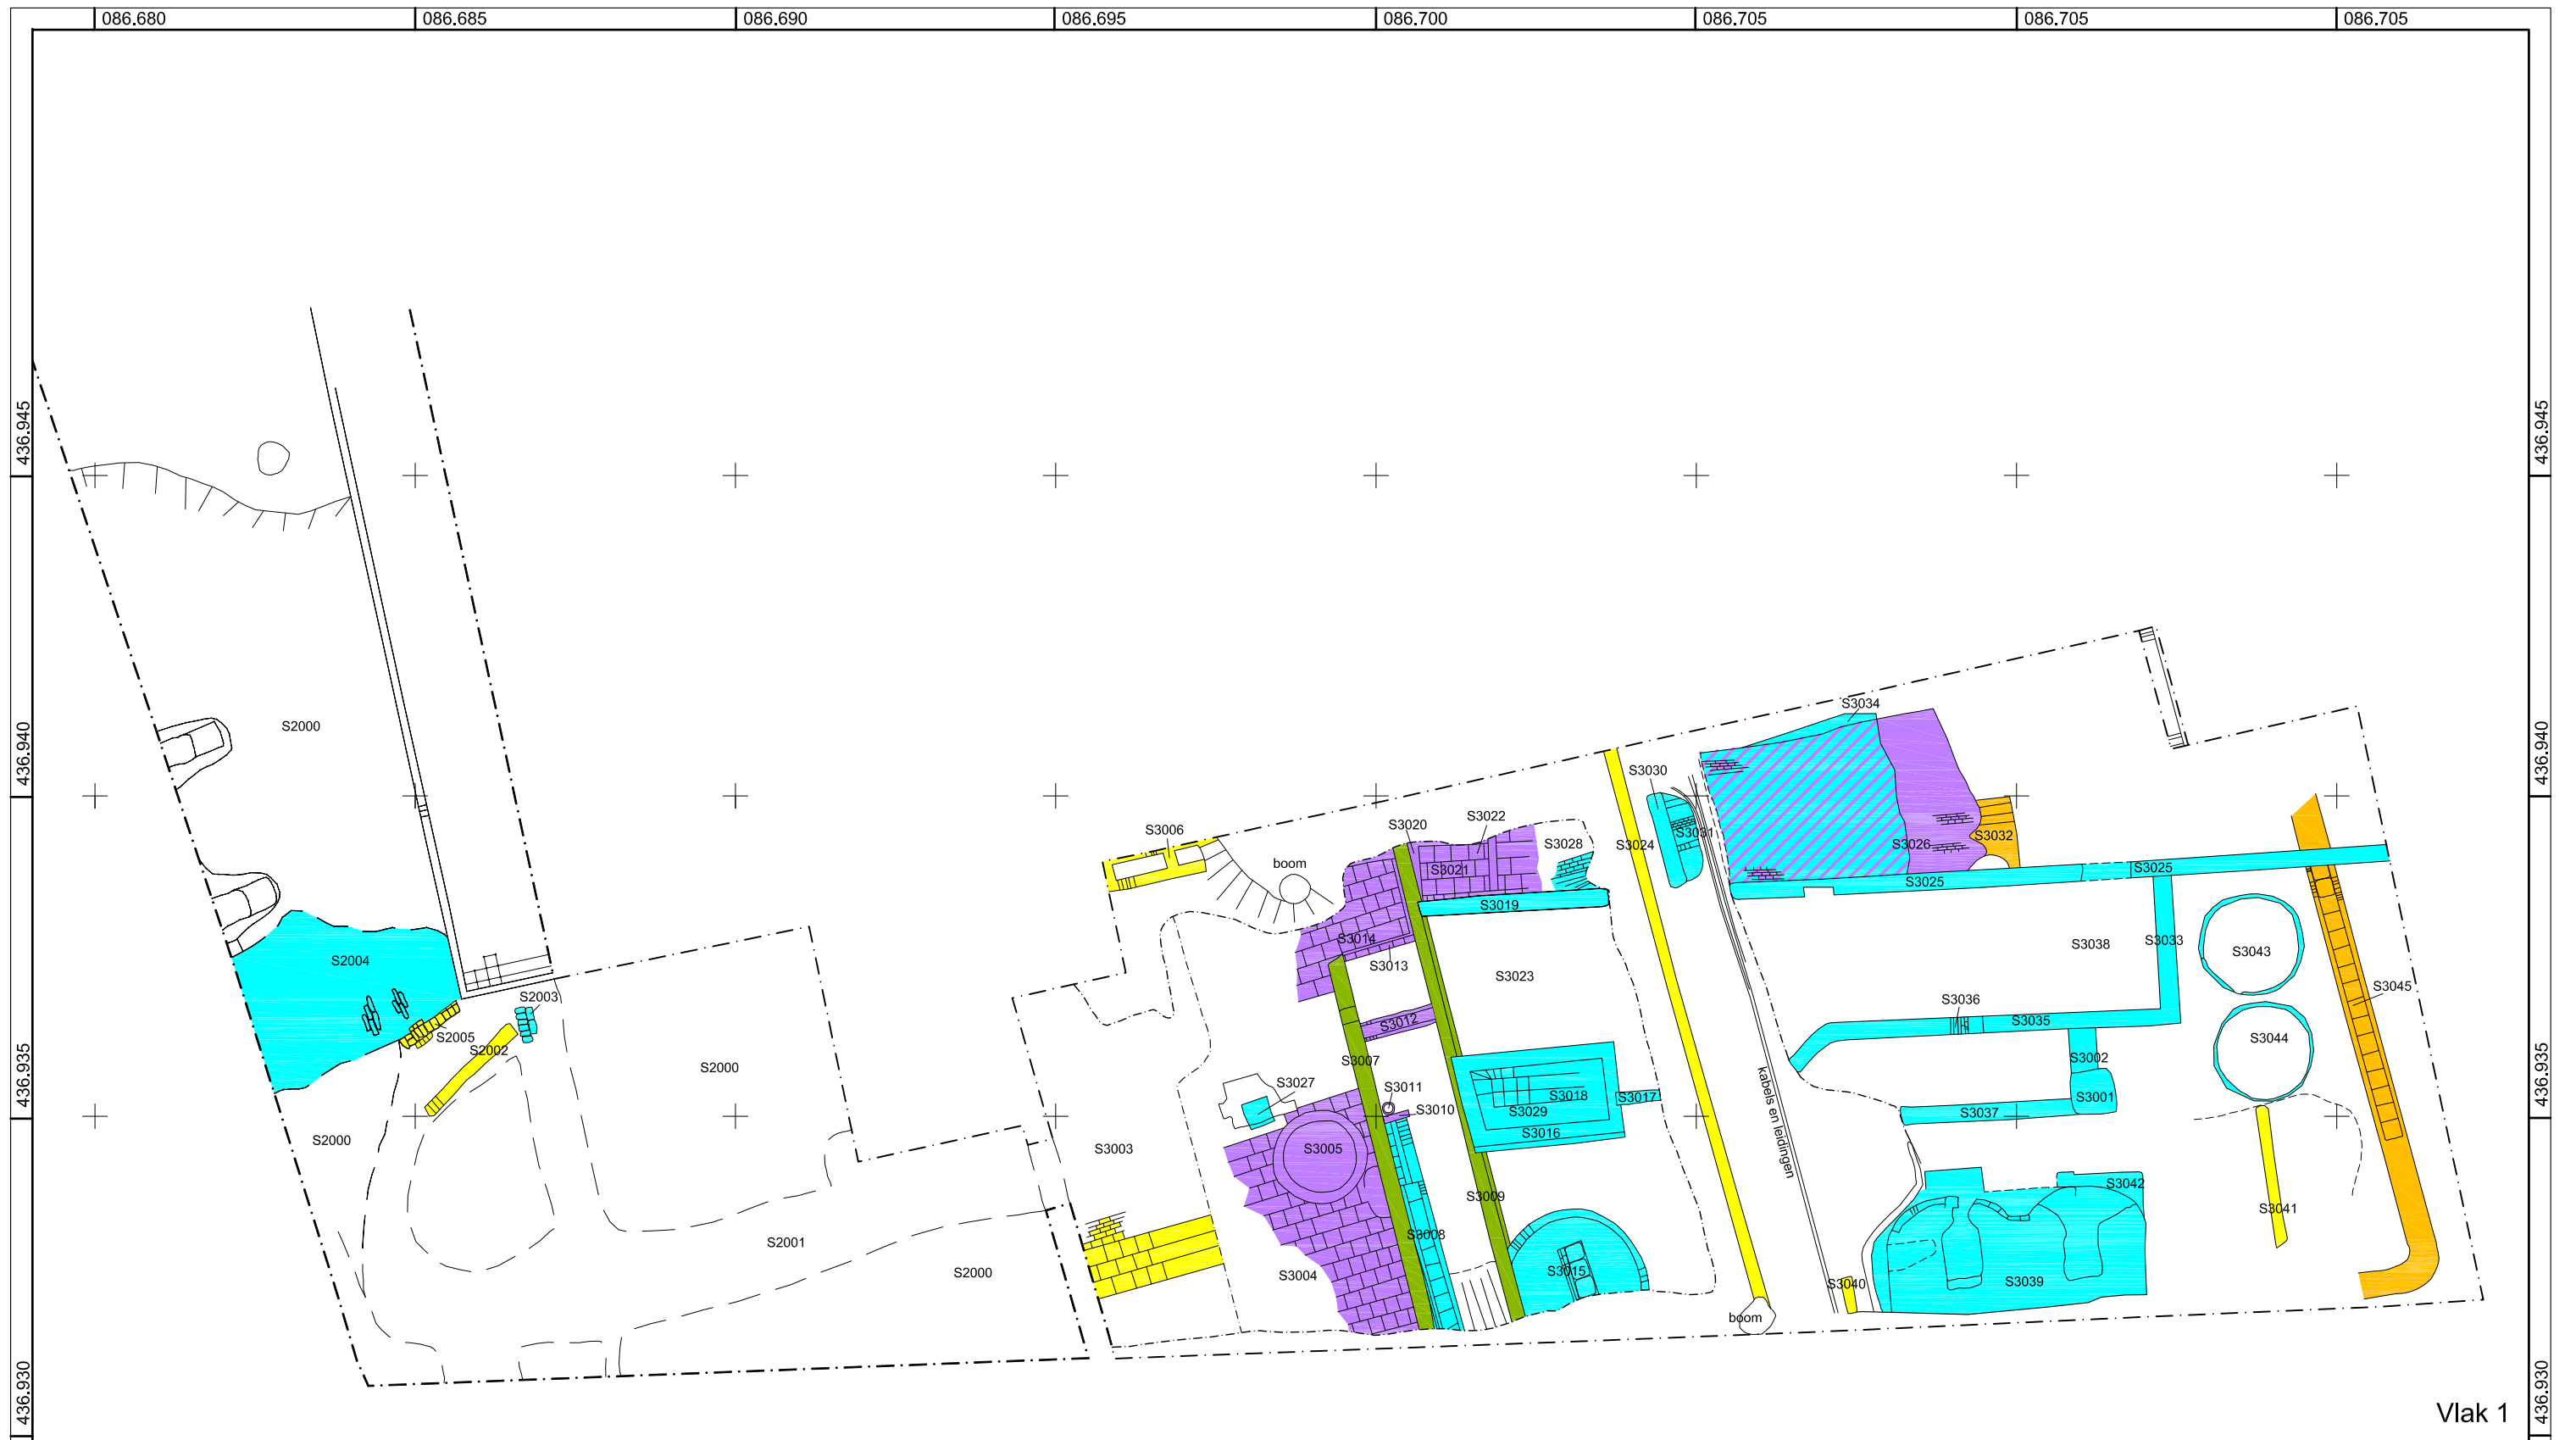 086.680
086.685
086.690
086.695
086.700
086.705
086.705
086.705
436.945
436.945
S3034
436.940
436.940
S2000
S3030
S3020
S3022
S3006
S3031
S3032
S3028
S3024
S3026
boom
S3021
S3025
S3025
S3019
S3014
S3033
S3038
S3043
S2004
S3013
S3023
S3045
S2003
S3036
S3012
S3035
S2005
S3044
S2002
436.935
436.935
S3007
S3002
S2000
S3027
S3011
S3018
S3017
S3001
S3010
S3029
S3037
kabels en leidingen
S2000
S3003
S3005
S3016
S3042
S3009
S3041
S3008
S2001
S2000
S3004
S3015
S3040
S3039
boom
436.930
436.930
Vlak 1